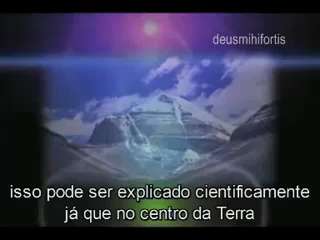 deusmihifortis
isso pode ser explicado cientificamente
já que no centro da Terra